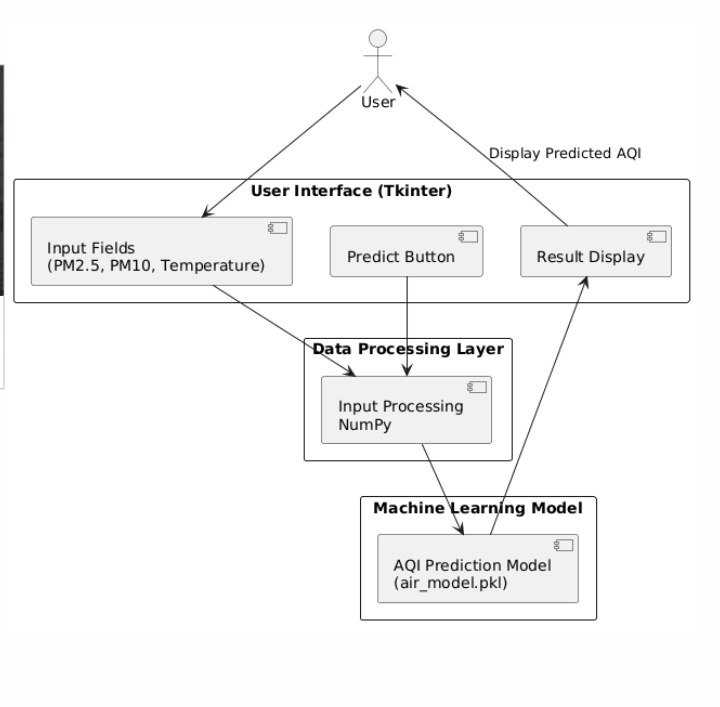 User
Display Predicted AQI
User Interface (Tkinter)
Input Fields
(PM2.5, PM10, Temperature)
Predict Button
Result Display
Data Processing Layer
Input Processing
NumPy
Machine Learning Model
AQI Prediction Model
(air_model.pkl)